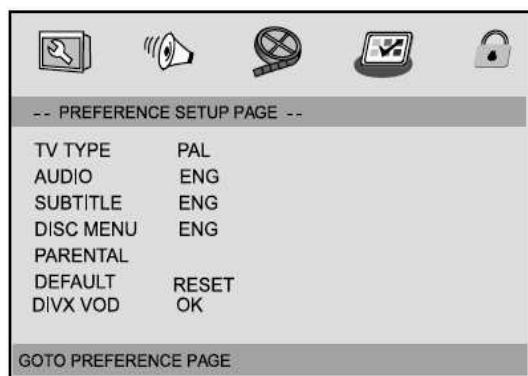 -- PREFERENCE SETUP PAGE --
TV TYPE PAL
AUDIO ENG
SUBTITLE ENG
DISC MENU ENG
PARENTAL
DEFAULT RESET
DIVX VOD OK
GOTO PREFERENCE PAGE